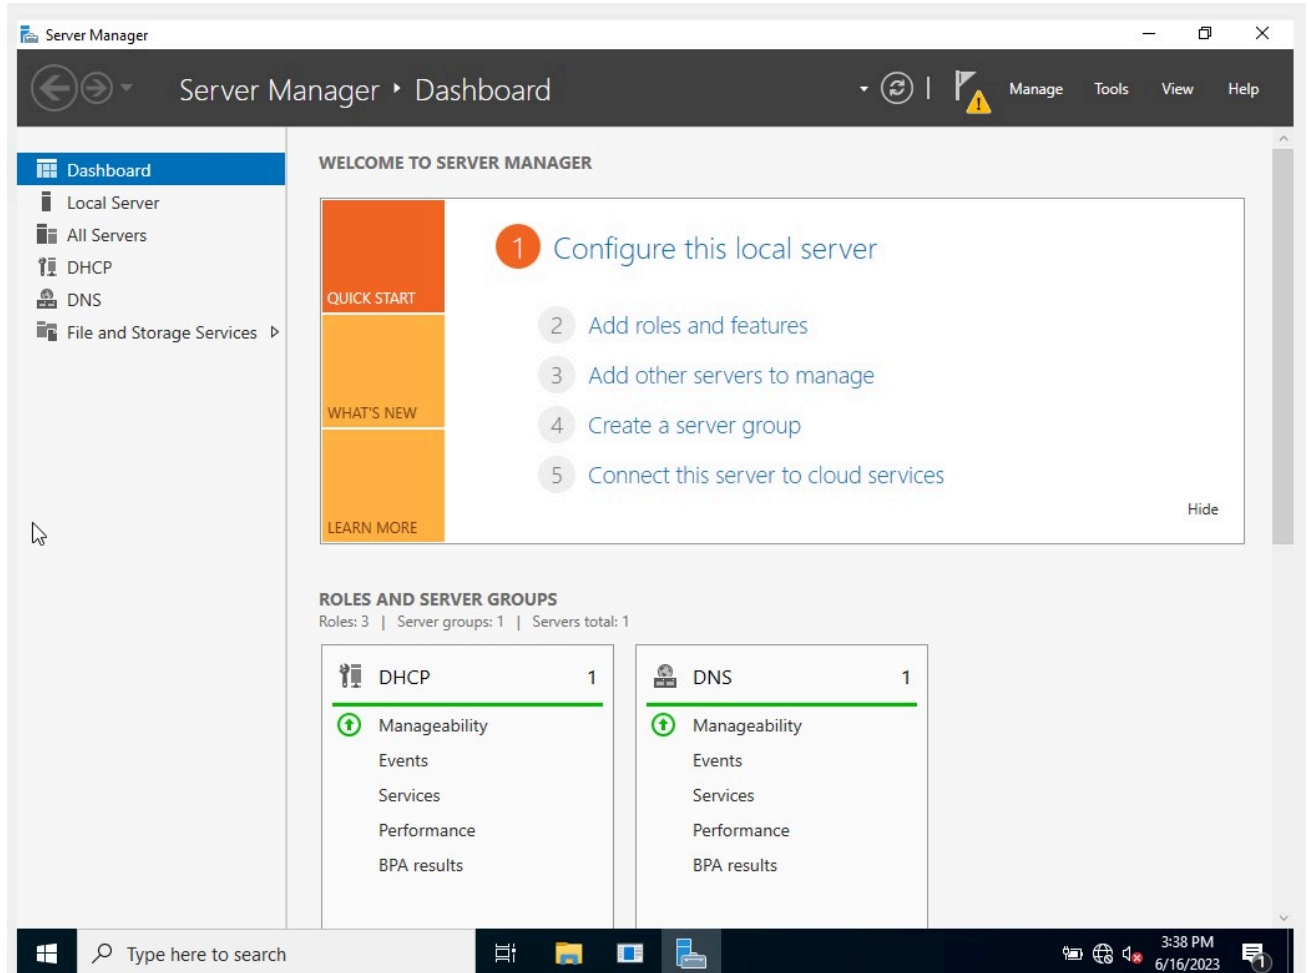 Server Manager
Server Manager ‣ Dashboard
Manage Tools View Help
Dashboard
Local Server
All Servers
DHCP
DNS
File and Storage Services
WELCOME TO SERVER MANAGER
QUICK START
WHAT'S NEW
LEARN MORE
1 Configure this local server
2 Add roles and features
3 Add other servers to manage
4 Create a server group
5 Connect this server to cloud services
Hide
ROLES AND SERVER GROUPS
Roles: 3 | Server groups: 1 | Servers total: 1
DHCP 1
Manageability
Events
Services
Performance
BPA results
DNS 1
Manageability
Events
Services
Performance
BPA results
Type here to search
3:38 PM
6/16/2023
1